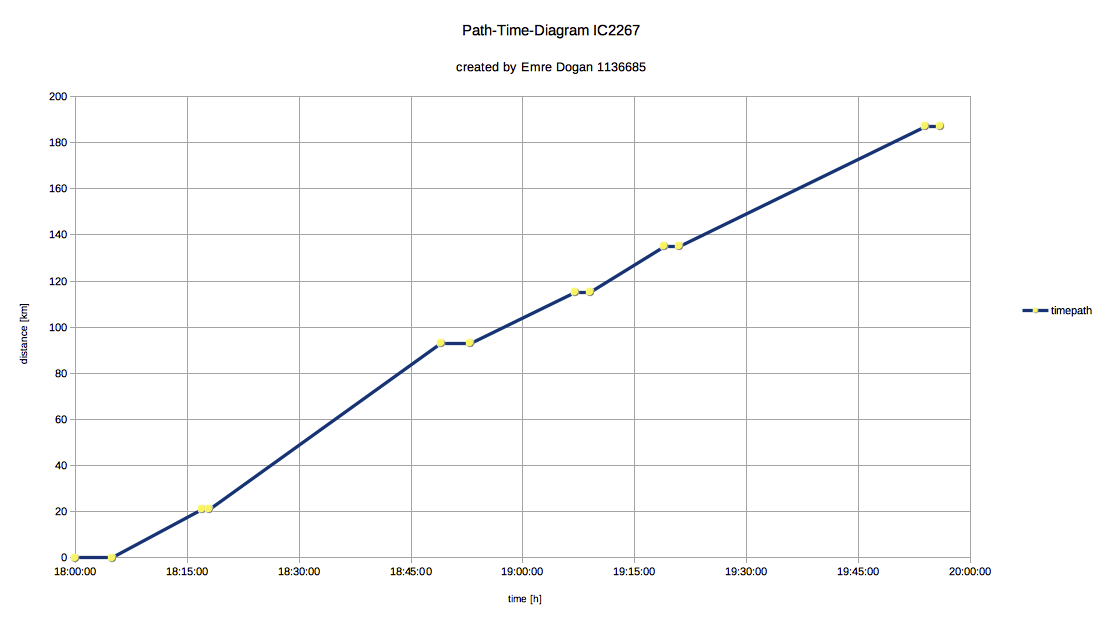 Path-Time-Diagram IC2267
created by Emre Dogan 1136685
200
180
160
140
120
100
80
60
40
20
0
distance [km]
18:00:00 18:15:00 18:30:00 18:45:00 19:00:00 19:15:00 19:30:00 19:45:00 20:00:00
time [h]
timepath